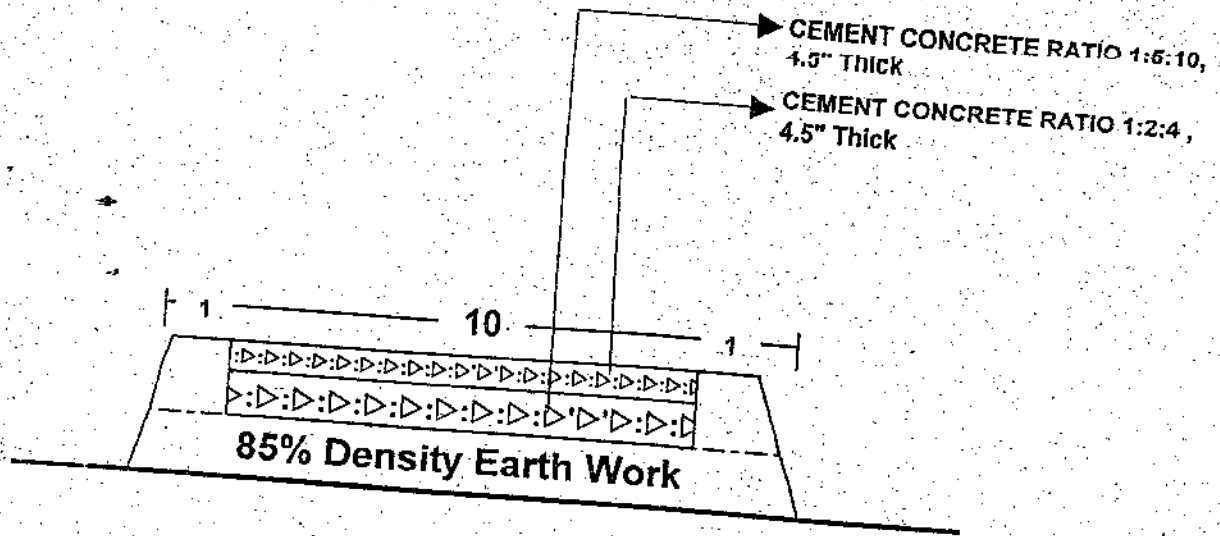 CEMENT CONCRETE RATIO 1:5:10,
4.5" Thick
CEMENT CONCRETE RATIO 1:2:4 ,
4.5" Thick
1 10 1
85% Density Earth Work